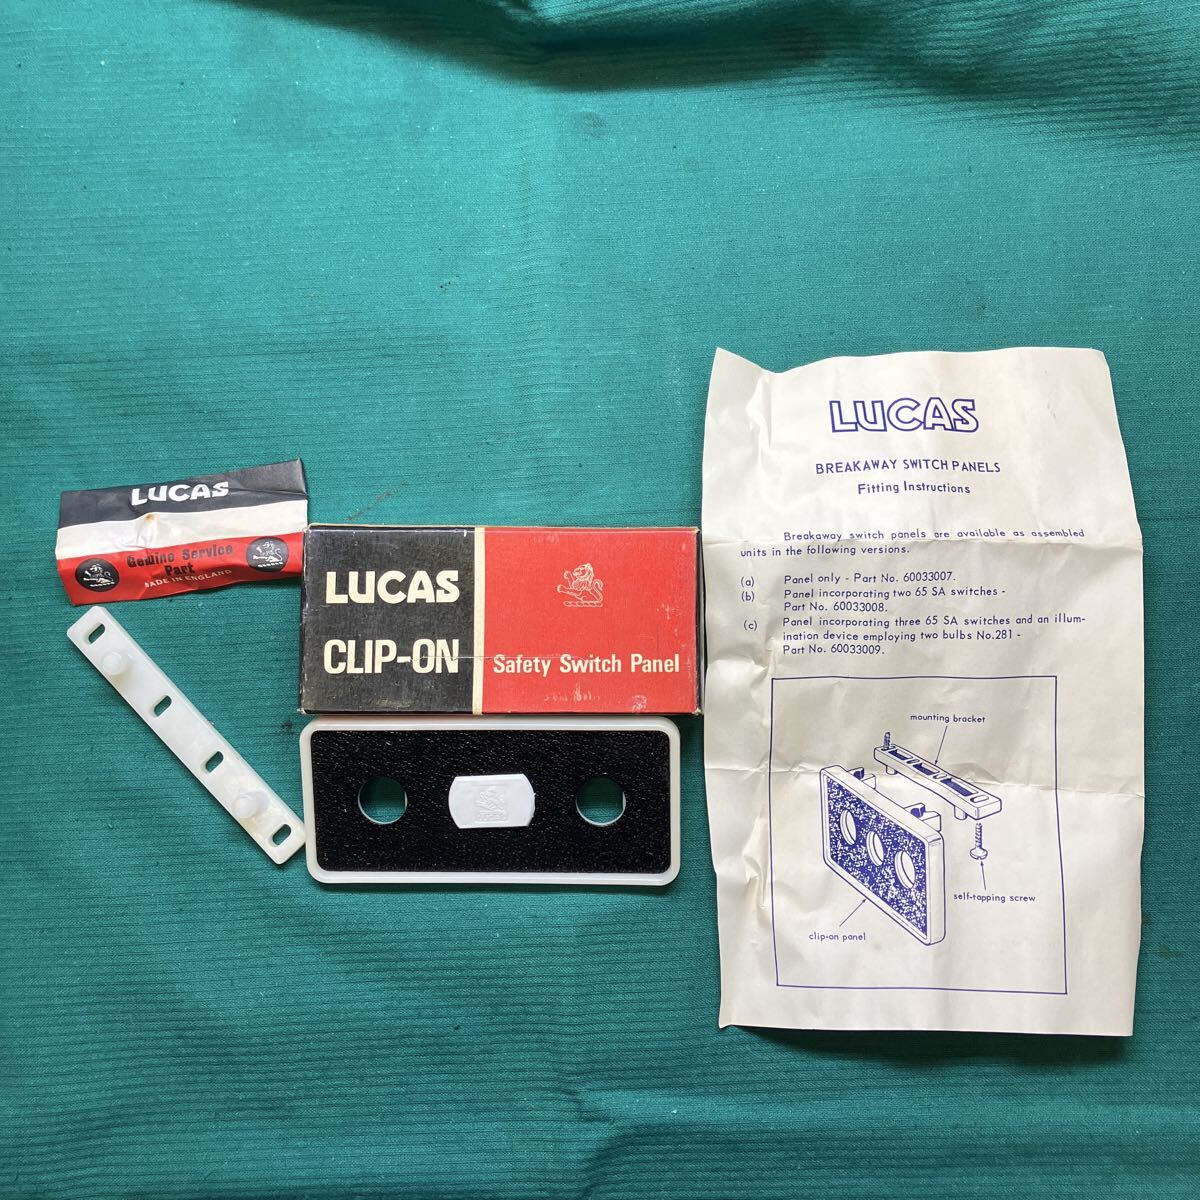 LUCAS
Genuine Service
Part
MADE IN ENGLAND
LUCAS
CLIP-ON
Safety Switch Panel
LUCAS
BREAKAWAY SWITCH PANELS
Fitting Instructions
Breakaway switch panels are available as assembled
units in the following versions.
(a) Panel only - Part No. 60033007.
(b) Panel incorporating two 65 SA switches -
Part No. 60033008.
(c) Panel incorporating three 65 SA switches and an illum-
ination device employing two bulbs No.281 -
Part No. 60033009.
mounting bracket
self-tapping screw
clip-on panel